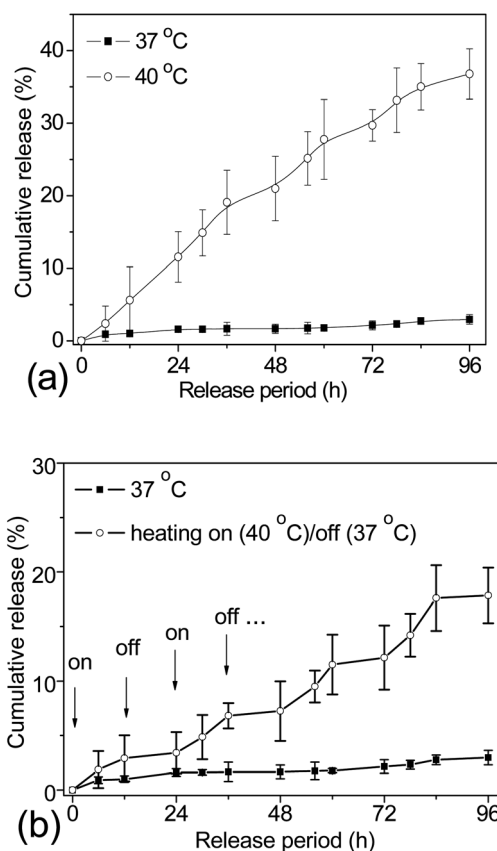 40
30
20
10
0
Cumulative release (%)
37 °C
40 °C
0 24 48 72 96
Release period (h)
(a)
30
20
10
0
Cumulative release (%)
37 °C
heating on (40 °C)/off (37 °C)
on
off
on
off ...
0 24 48 72 96
Release period (h)
(b)